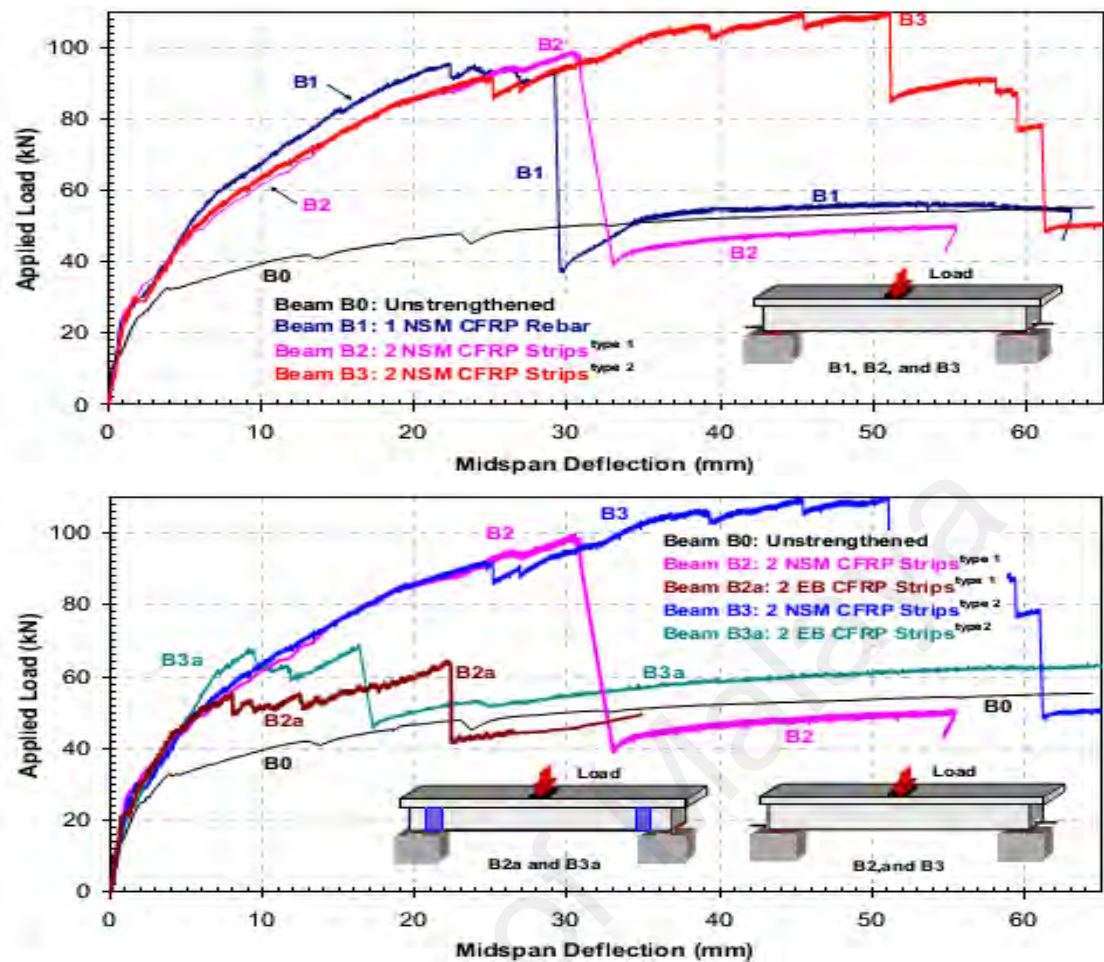 Applied Load (kN)
100
80
60
40
20
0
B3
B2
B1
B2
B1
B1
B2
B0
Beam B0: Unstrengthened
Beam B1: 1 NSM CFRP Rebar
Beam B2: 2 NSM CFRP Strips type 1
Beam B3: 2 NSM CFRP Strips type 2
Load
B1, B2, and B3
0 10 20 30 40 50 60
Midspan Deflection (mm)
Applied Load (kN)
100
80
60
40
20
0
B2
B3
Beam B0: Unstrengthened
Beam B2: 2 NSM CFRP Strips type 1
Beam B2a: 2 EB CFRP Strips type 1
Beam B3: 2 NSM CFRP Strips type 2
Beam B3a: 2 EB CFRP Strips type 2
B3a
B2a
B3a
B2a
B0
B2
B0
Load
Load
B2a and B3a
B2,and B3
0 10 20 30 40 50 60
Midspan Deflection (mm)
of Malaya